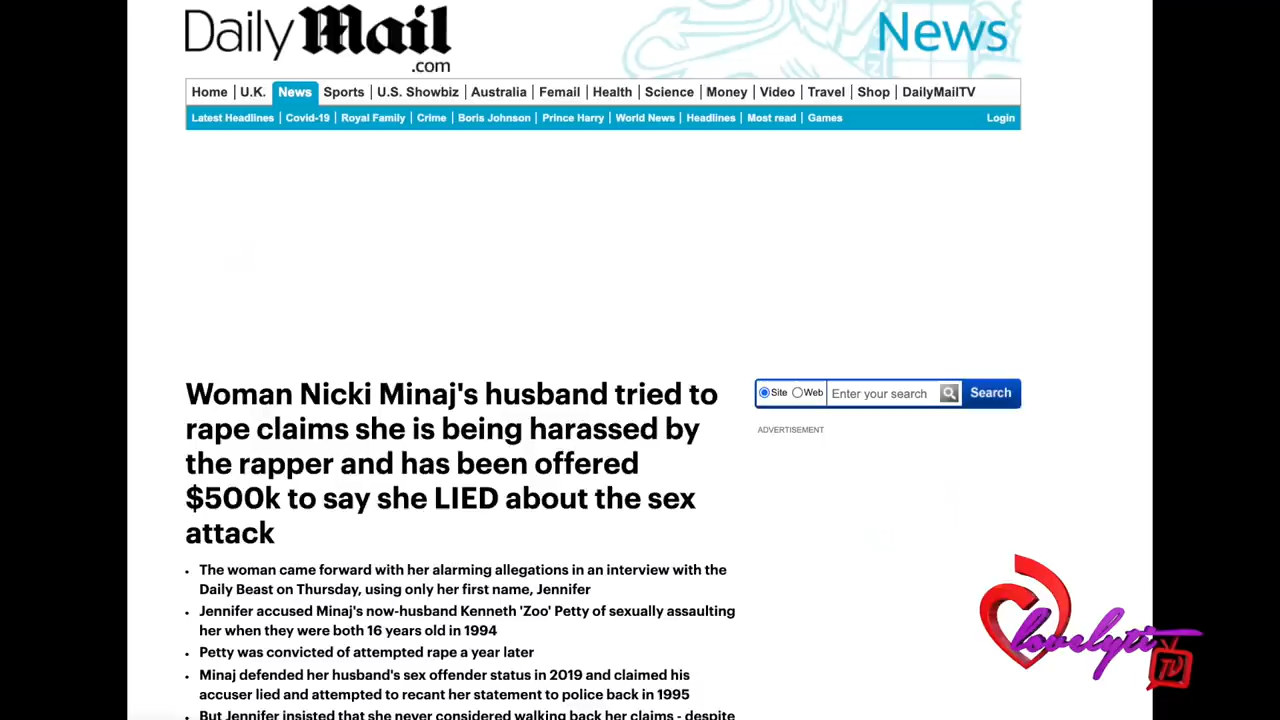 Daily Mail
.com
News
Home | U.K. News Sports | U.S. Showbiz | Australia | Femail | Health | Science | Money | Video | Travel | Shop | DailyMailTV
Latest Headlines | Covid-19 | Royal Family | Crime | Boris Johnson | Prince Harry | World News | Headlines | Most read | Games Login
Woman Nicki Minaj's husband tried to
rape claims she is being harassed by
the rapper and has been offered
$500k to say she LIED about the sex
attack
Site Web Enter your search Search
ADVERTISEMENT
• The woman came forward with her alarming allegations in an interview with the
Daily Beast on Thursday, using only her first name, Jennifer
• Jennifer accused Minaj's now-husband Kenneth 'Zoo' Petty of sexually assaulting
her when they were both 16 years old in 1994
• Petty was convicted of attempted rape a year later
• Minaj defended her husband's sex offender status in 2019 and claimed his
accuser lied and attempted to recant her statement to police back in 1995
• But Jennifer insisted that she never considered walking back her claims - despite
lovelyti
TV